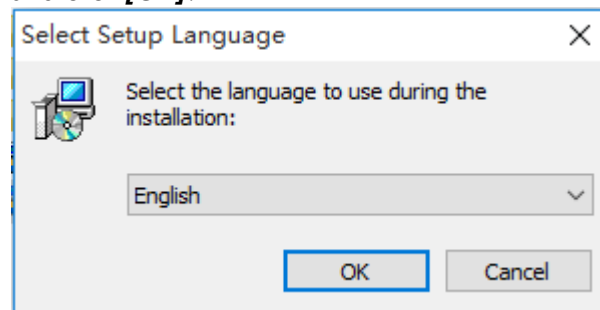 Select Setup Language
Select the language to use during the
installation:
English
OK
Cancel